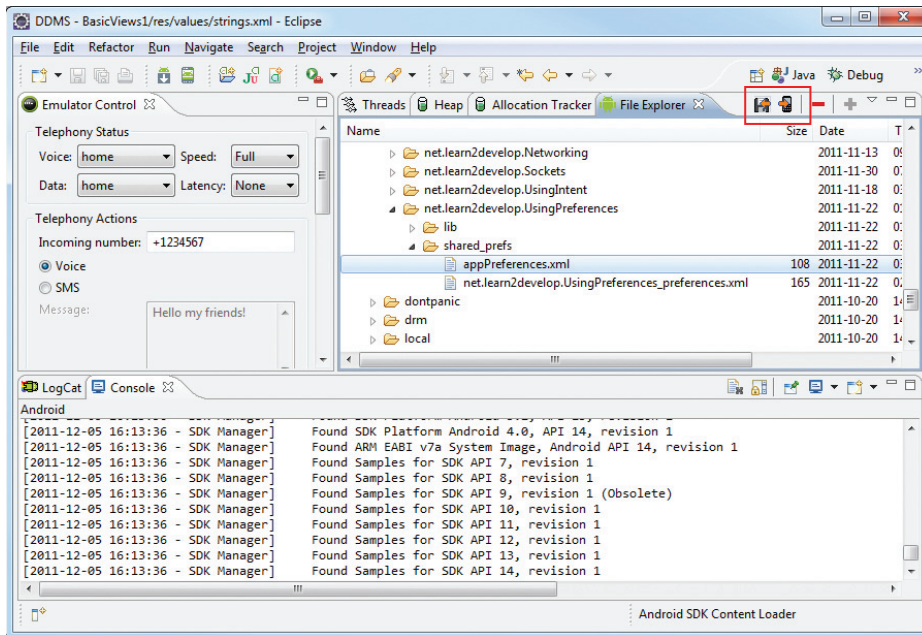 DDMS - BasicViews1/res/values/strings.xml - Eclipse
File Edit Refactor Run Navigate Search Project Window Help
Java Debug
Emulator Control
Threads Heap Allocation Tracker File Explorer
Telephony Status
Voice: home Speed: Full
Data: home Latency: None
Telephony Actions
Incoming number: +1234567
Voice
SMS
Message: Hello my friends!
Name Size Date T
net.learn2develop.Networking 2011-11-13 09
net.learn2develop.Sockets 2011-11-30 07
net.learn2develop.UsingIntent 2011-11-18
net.learn2develop.UsingPreferences 2011-11-22
lib 2011-11-22
shared_prefs 2011-11-22
appPreferences.xml 108 2011-11-22
net.learn2develop.UsingPreferences_preferences.xml 165 2011-11-22
dontpanic 2011-10-20 14
drm 2011-10-20 14
local 2011-10-20 14
LogCat Console
Android
[2011-12-05 16:13:36 - SDK Manager] Found SDK Platform Android 4.0, API 14, revision 1
[2011-12-05 16:13:36 - SDK Manager] Found ARM EABI v7a System Image, Android API 14, revision 1
[2011-12-05 16:13:36 - SDK Manager] Found Samples for SDK API 7, revision 1
[2011-12-05 16:13:36 - SDK Manager] Found Samples for SDK API 8, revision 1
[2011-12-05 16:13:36 - SDK Manager] Found Samples for SDK API 9, revision 1 (Obsolete)
[2011-12-05 16:13:36 - SDK Manager] Found Samples for SDK API 10, revision 1
[2011-12-05 16:13:36 - SDK Manager] Found Samples for SDK API 11, revision 1
[2011-12-05 16:13:36 - SDK Manager] Found Samples for SDK API 12, revision 1
[2011-12-05 16:13:36 - SDK Manager] Found Samples for SDK API 13, revision 1
[2011-12-05 16:13:36 - SDK Manager] Found Samples for SDK API 14, revision 1
Android SDK Content Loader